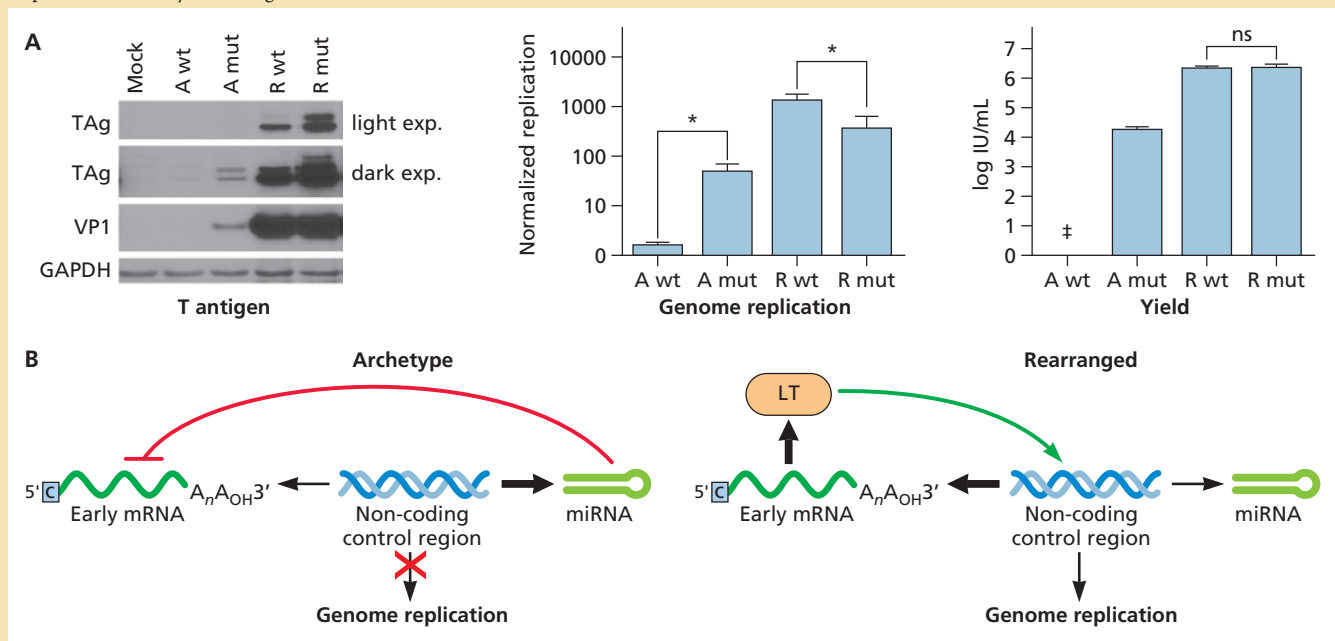 A
Mock
A wt
A mut
R wt
R mut
TAg
light exp.
TAg
dark exp.
VP1
GAPDH
T antigen
Normalized replication
10000
1000
100
10
0
*
*
A wt
A mut
R wt
R mut
Genome replication
log IU/mL
7
6
5
4
3
2
1
0
‡
ns
A wt
A mut
R wt
R mut
Yield
B
Archetype
5' C AnAOH3'
Early mRNA
Non-coding
control region
miRNA
Genome replication
Rearranged
LT
5' C AnAOH3'
Early mRNA
Non-coding
control region
miRNA
Genome replication